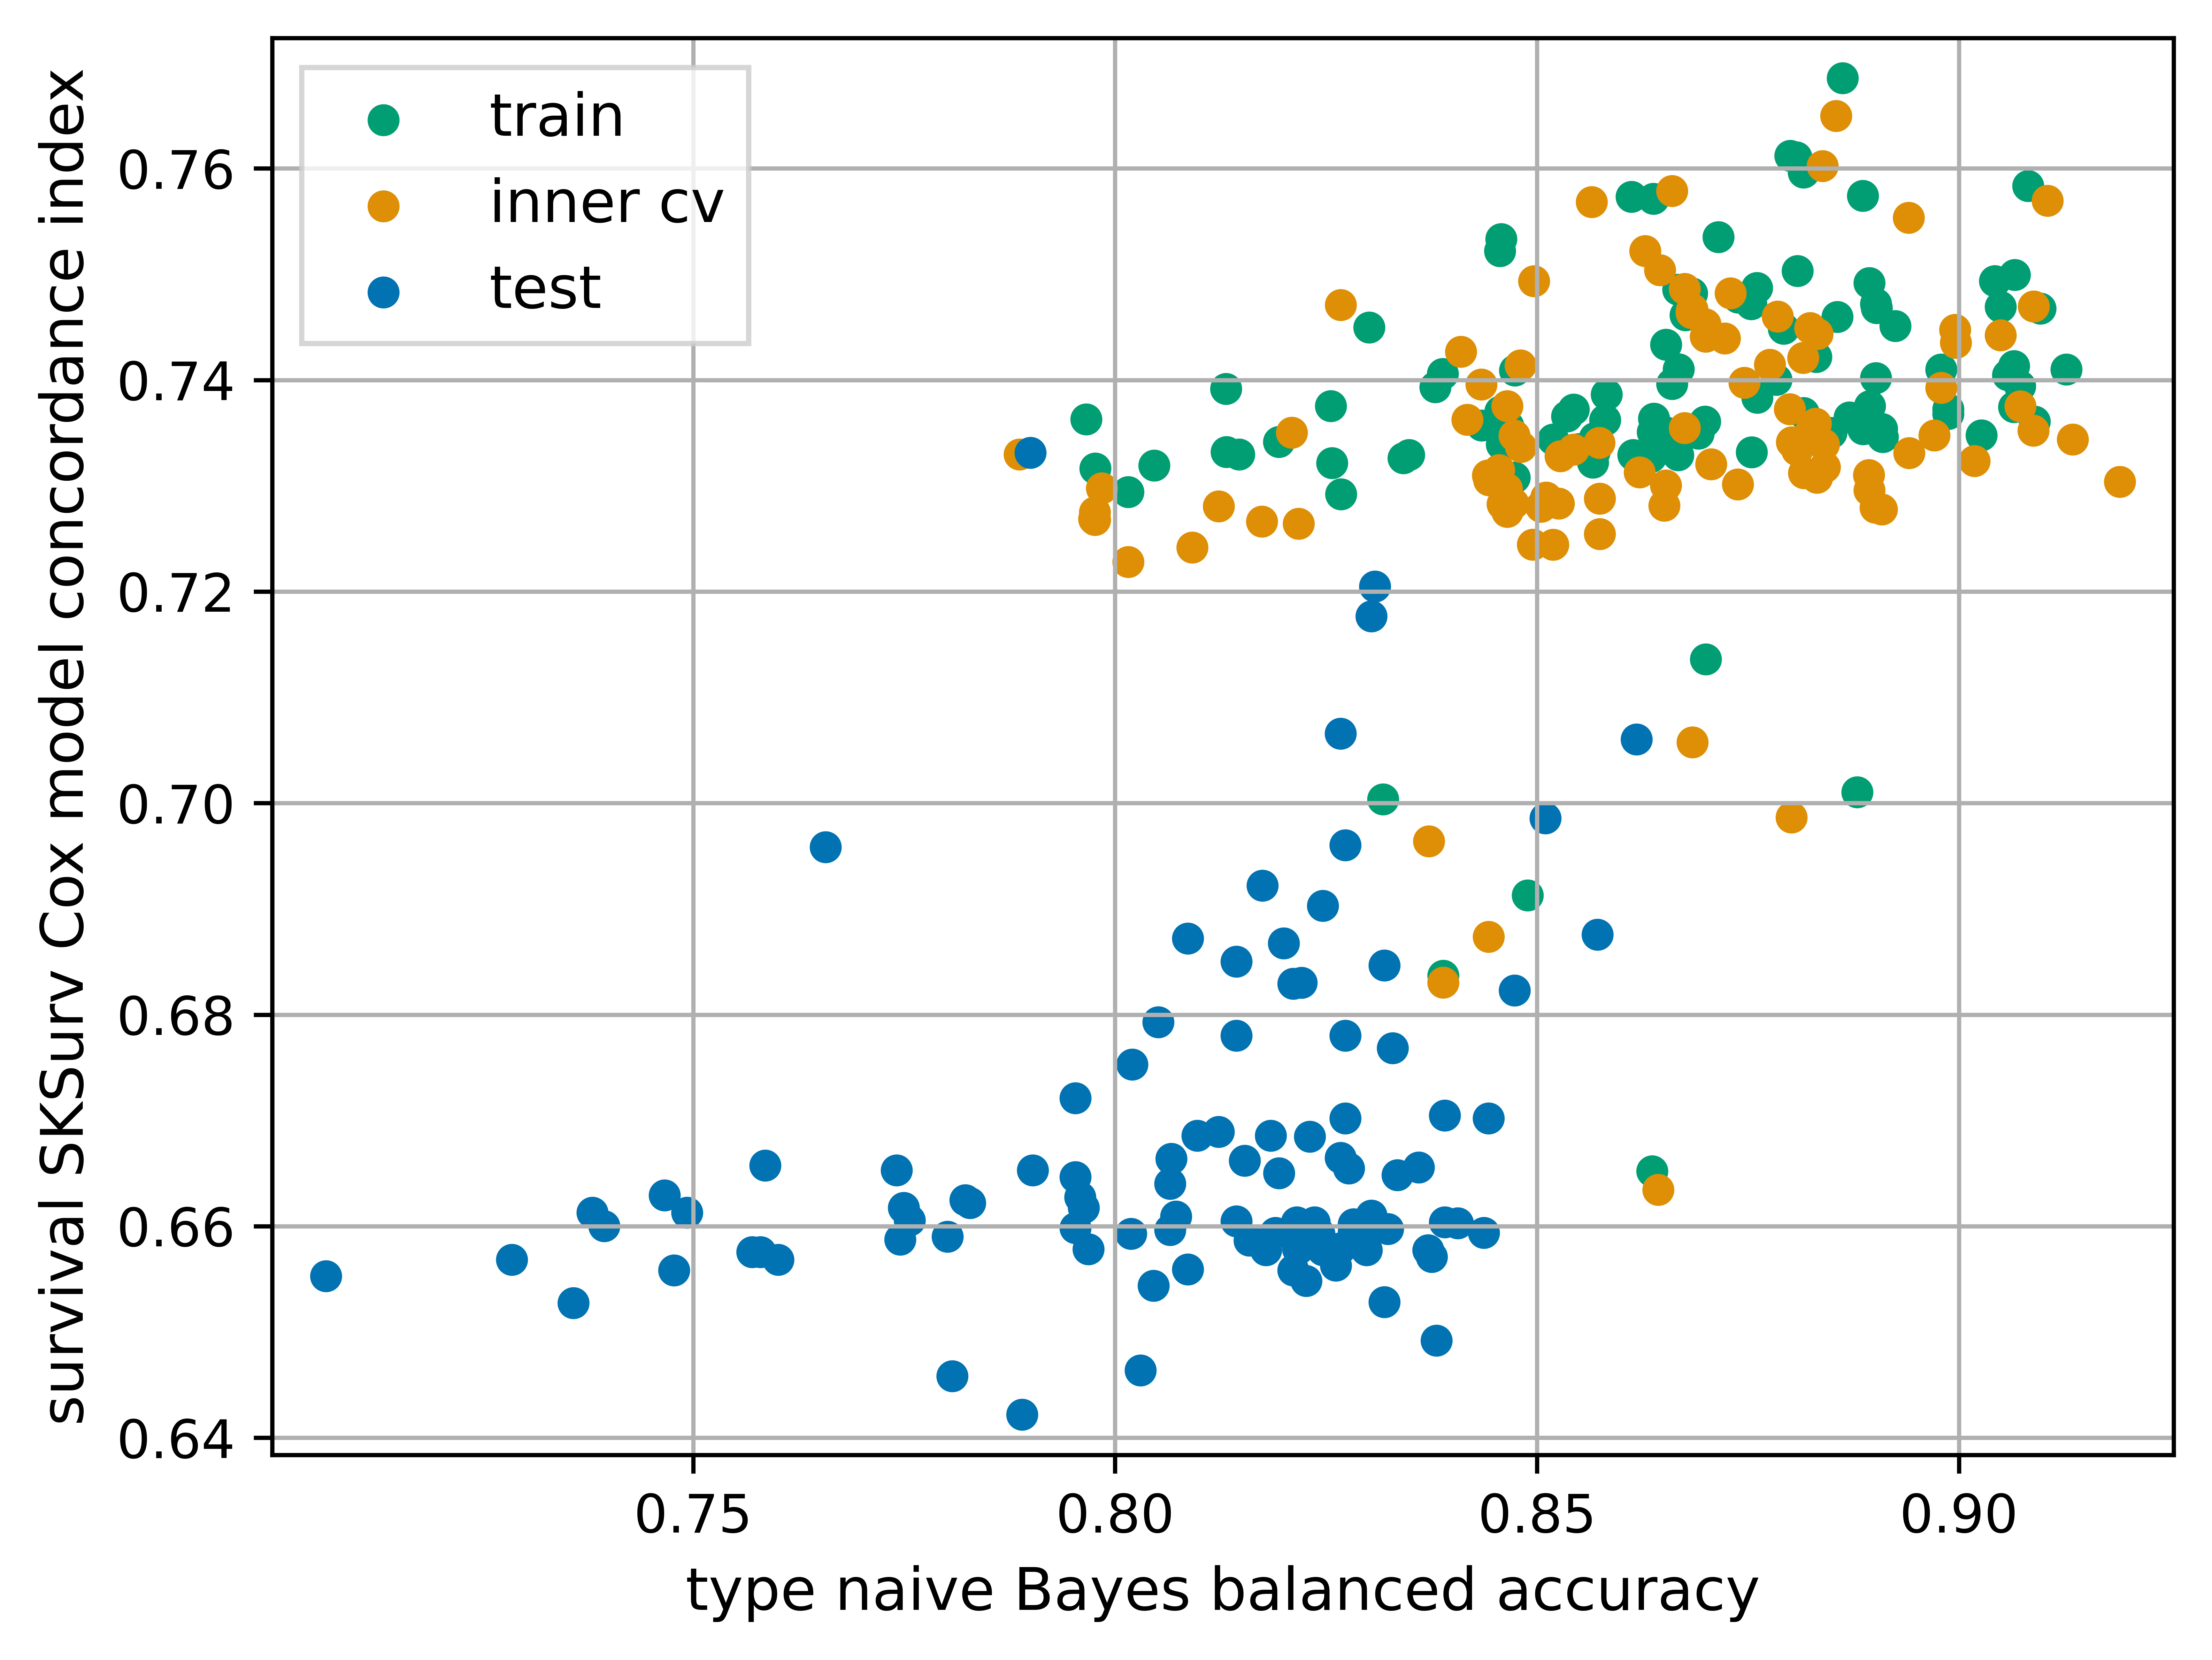 train
inner cv
test
survival SKSurv Cox model concordance index
0.76
0.74
0.72
0.70
0.68
0.66
0.64
0.75
0.80
0.85
0.90
type naive Bayes balanced accuracy